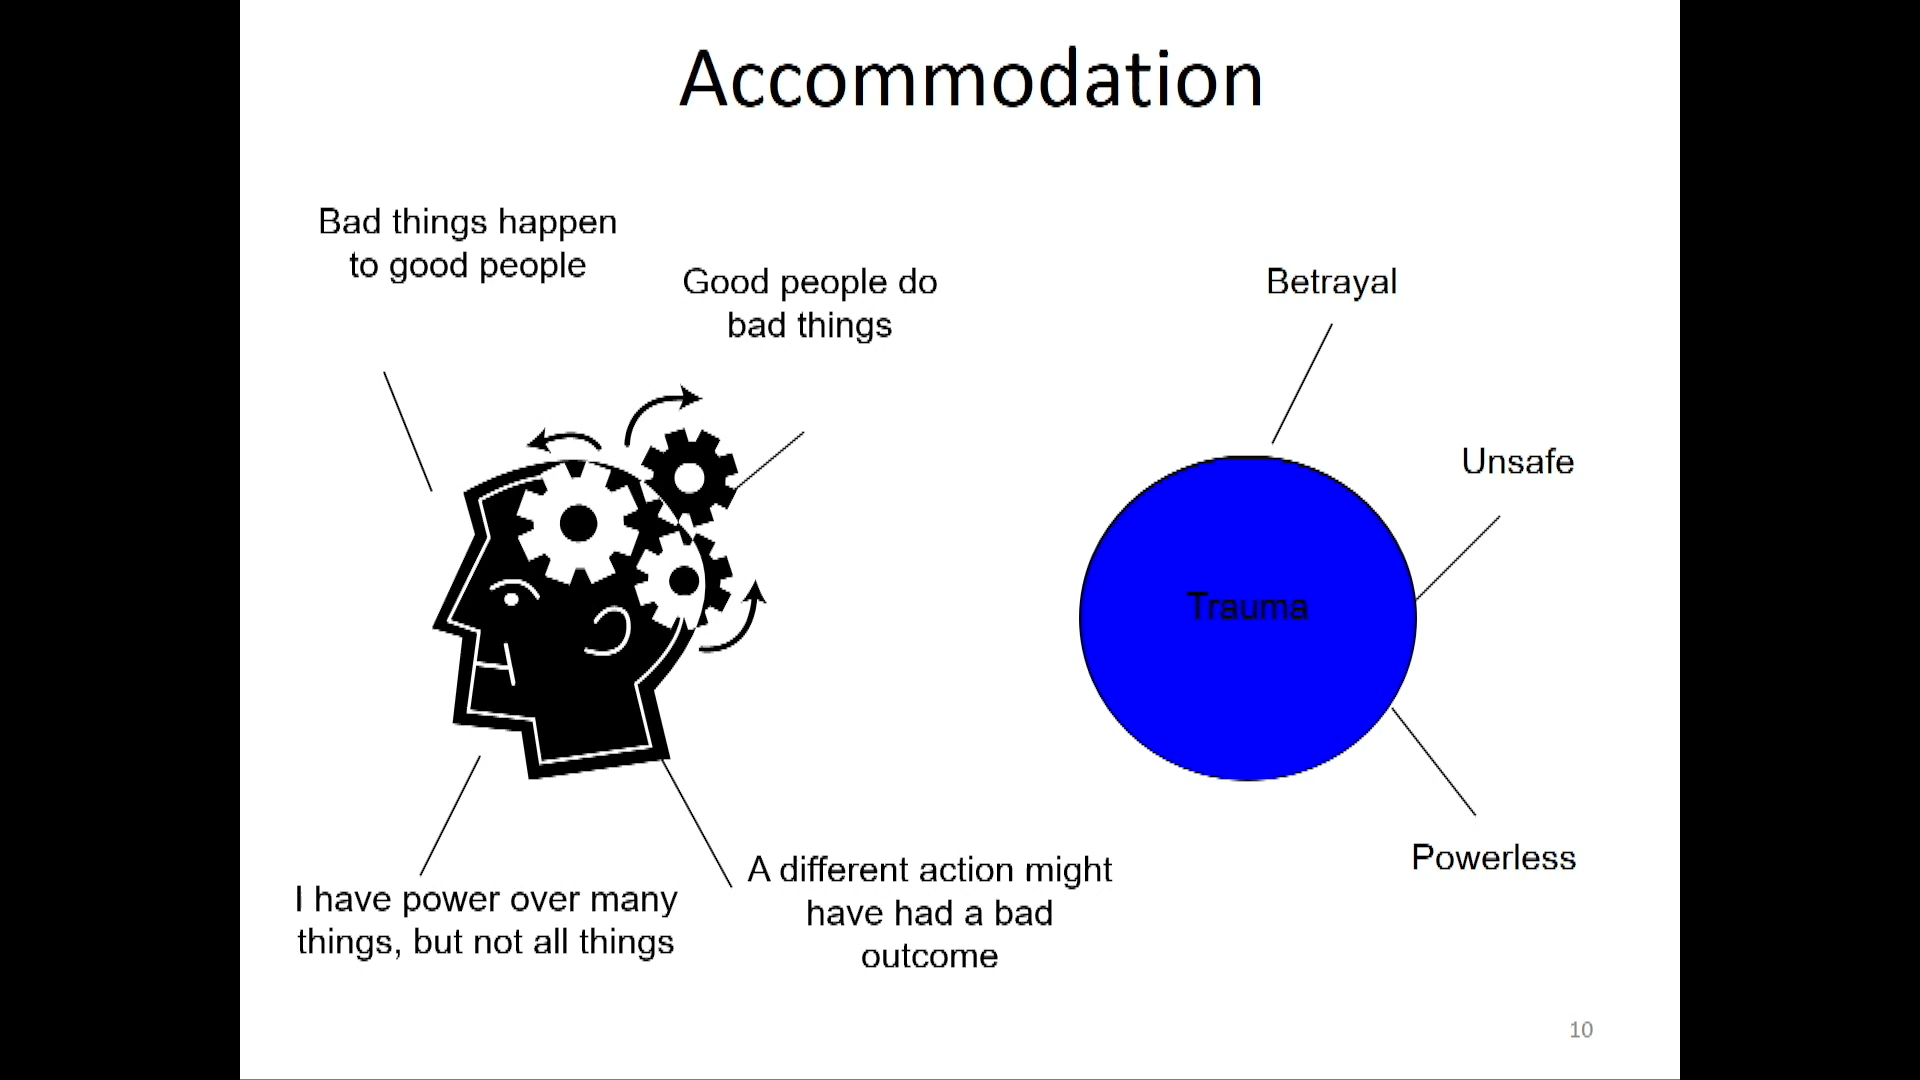 Accommodation
Bad things happen
to good people
Good people do
bad things
Betrayal
Unsafe
Trauma
Powerless
I have power over many
things, but not all things
A different action might
have had a bad
outcome
10